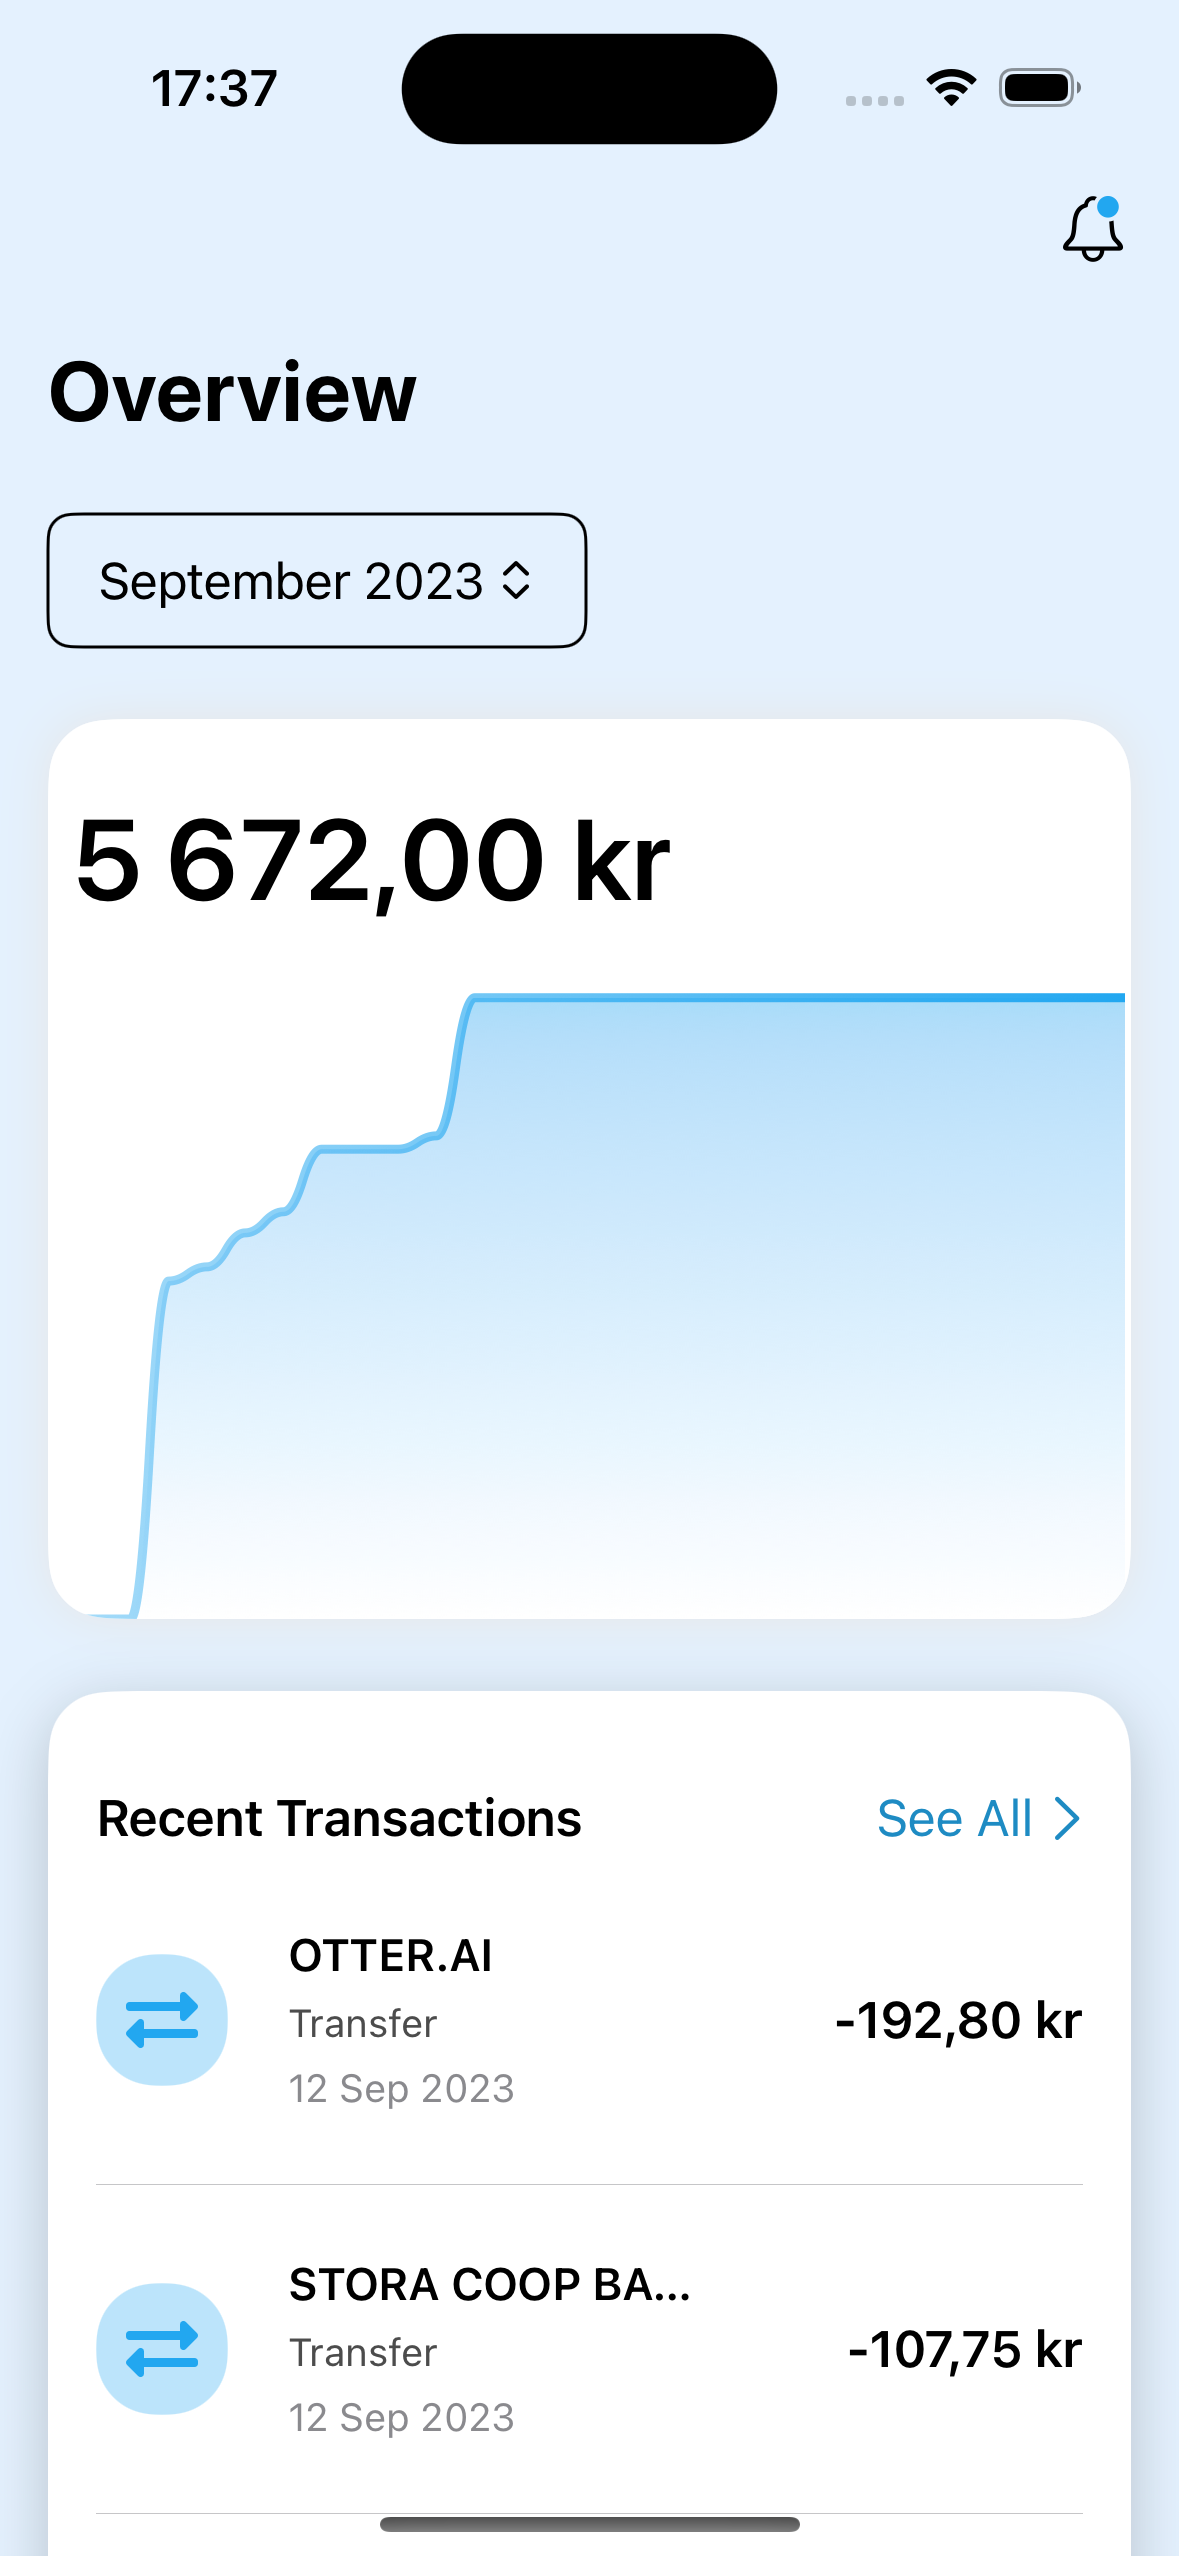 17:37
Overview
September 2023
5 672,00 kr
Recent Transactions
See All
OTTER.AI
Transfer
12 Sep 2023
-192,80 kr
STORA COOP BA...
Transfer
12 Sep 2023
-107,75 kr